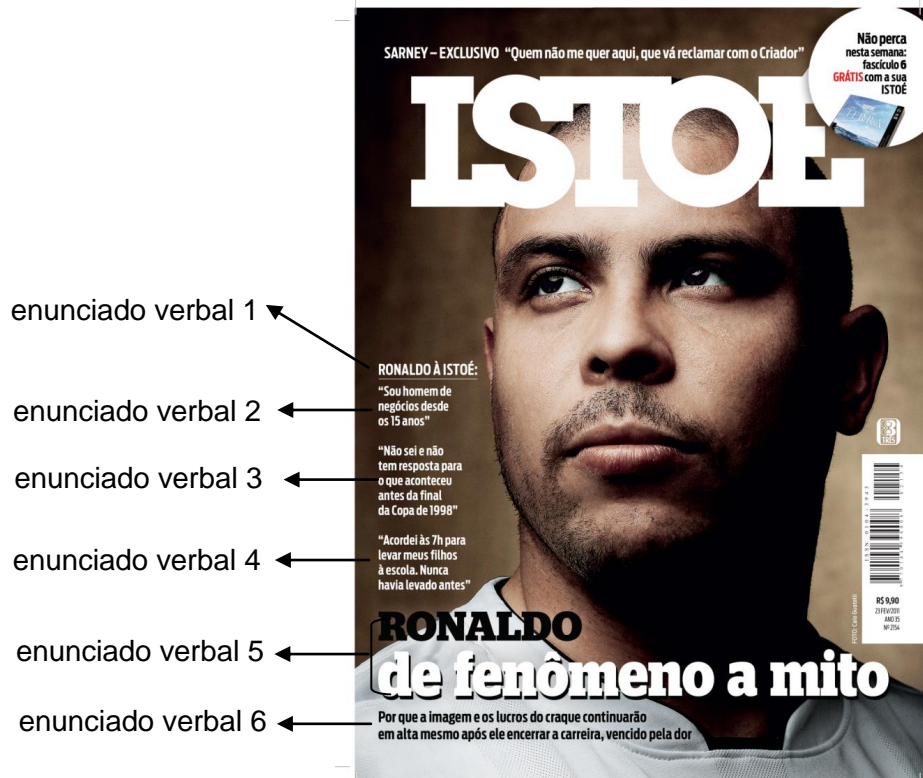 SARNEY – EXCLUSIVO “Quem não me quer aqui, que vá reclamar com o Criador”
Não perca
nesta semana:
fascículo 6
GRÁTIS com a sua
ISTOÉ
ISTOÉ
enunciado verbal 1
RONALDO À ISTOÉ:
enunciado verbal 2
“Sou homem de
negócios desde
os 15 anos”
enunciado verbal 3
“Não sei e não
tem resposta para
o que aconteceu
antes da final
da Copa de 1998”
enunciado verbal 4
“Acordei às 7h para
levar meus filhos
à escola. Nunca
havia levado antes”
3
TRÊS
R$ 9,90
23 FEV/2011
ANO 35
Nº 2154
enunciado verbal 5
RONALDO
de fenômeno a mito
enunciado verbal 6
Por que a imagem e os lucros do craque continuarão
em alta mesmo após ele encerrar a carreira, vencido pela dor